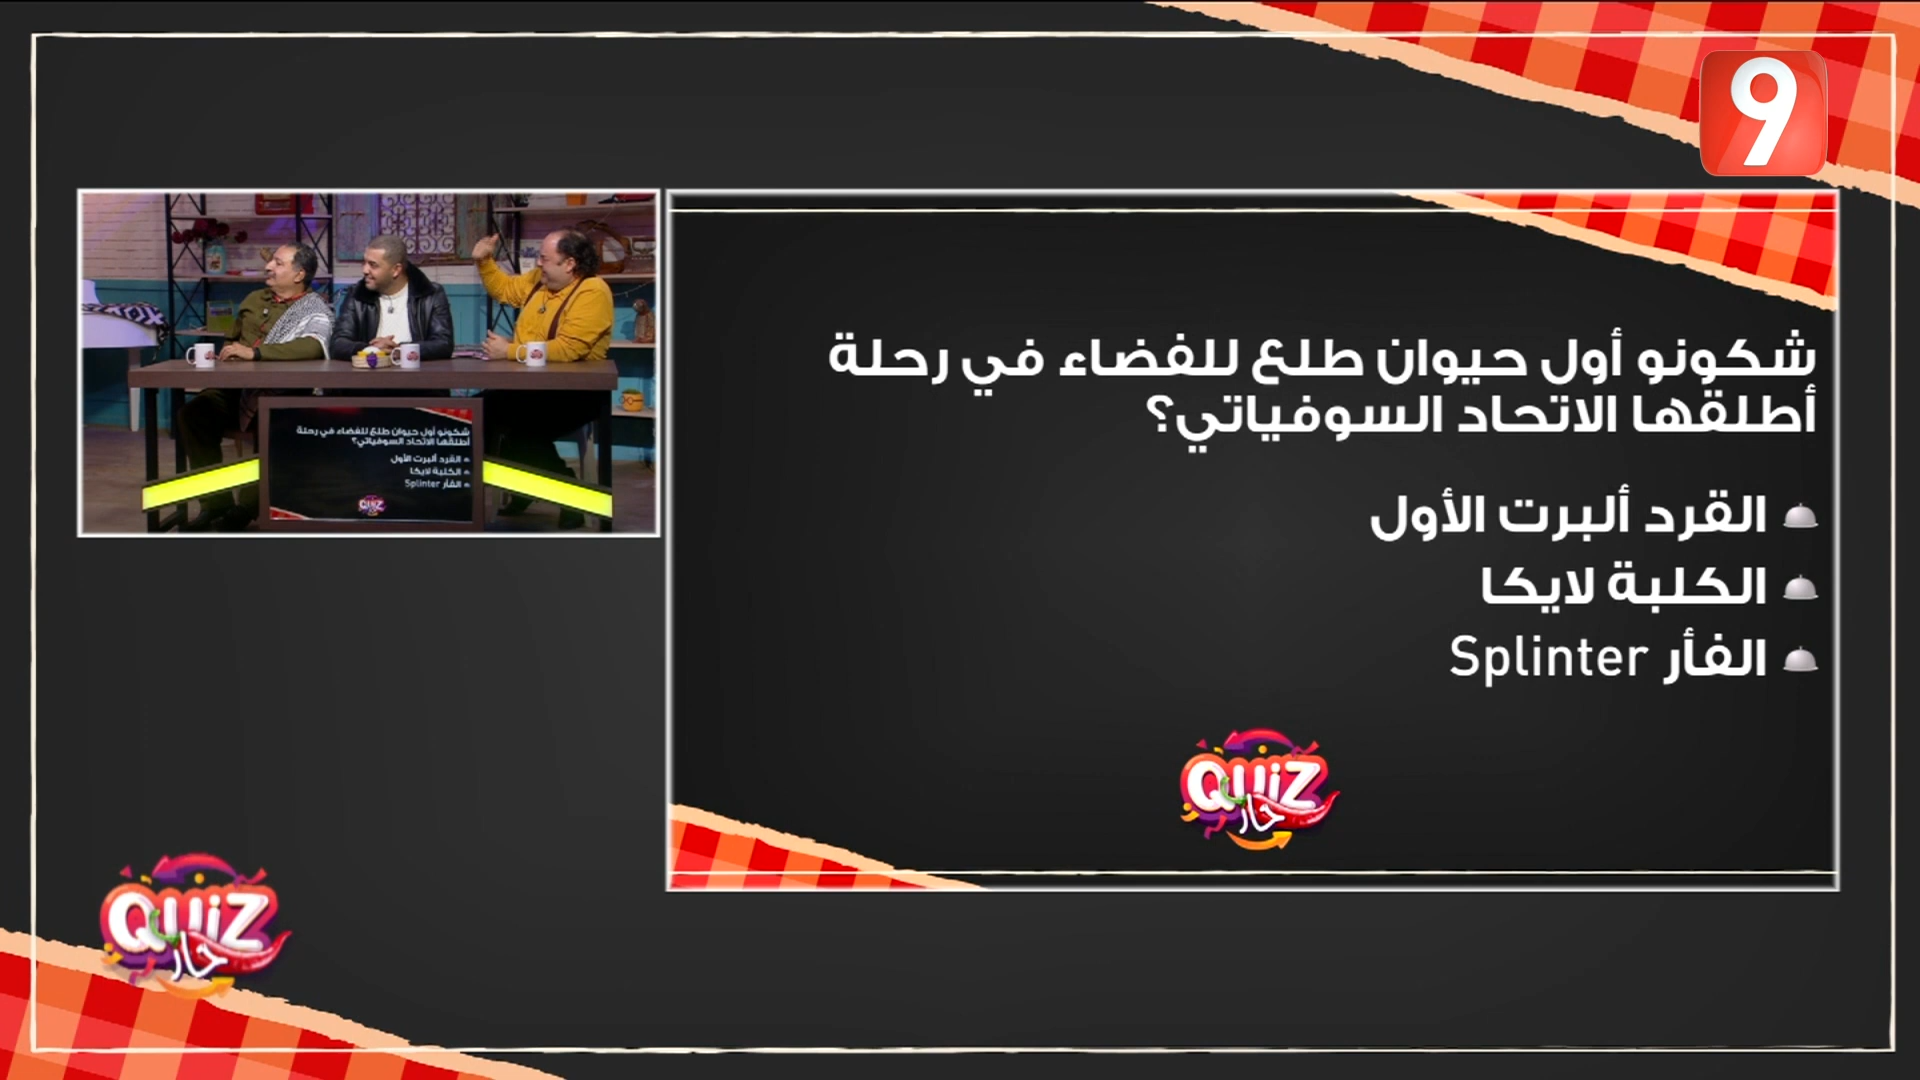 9
شكونو أول حيوان طلع للفضاء في رحلة
أطلقها الاتحاد السوفياتي؟
القرد ألبرت الأول
الكلبة لايكا
الفأر Splinter
QUIZ
حار
شكونو أول حيوان طلع للفضاء في رحلة
أطلقها الاتحاد السوفياتي؟
القرد ألبرت الأول
الكلبة لايكا
الفأر Splinter
QUIZ
QUIZ
حار